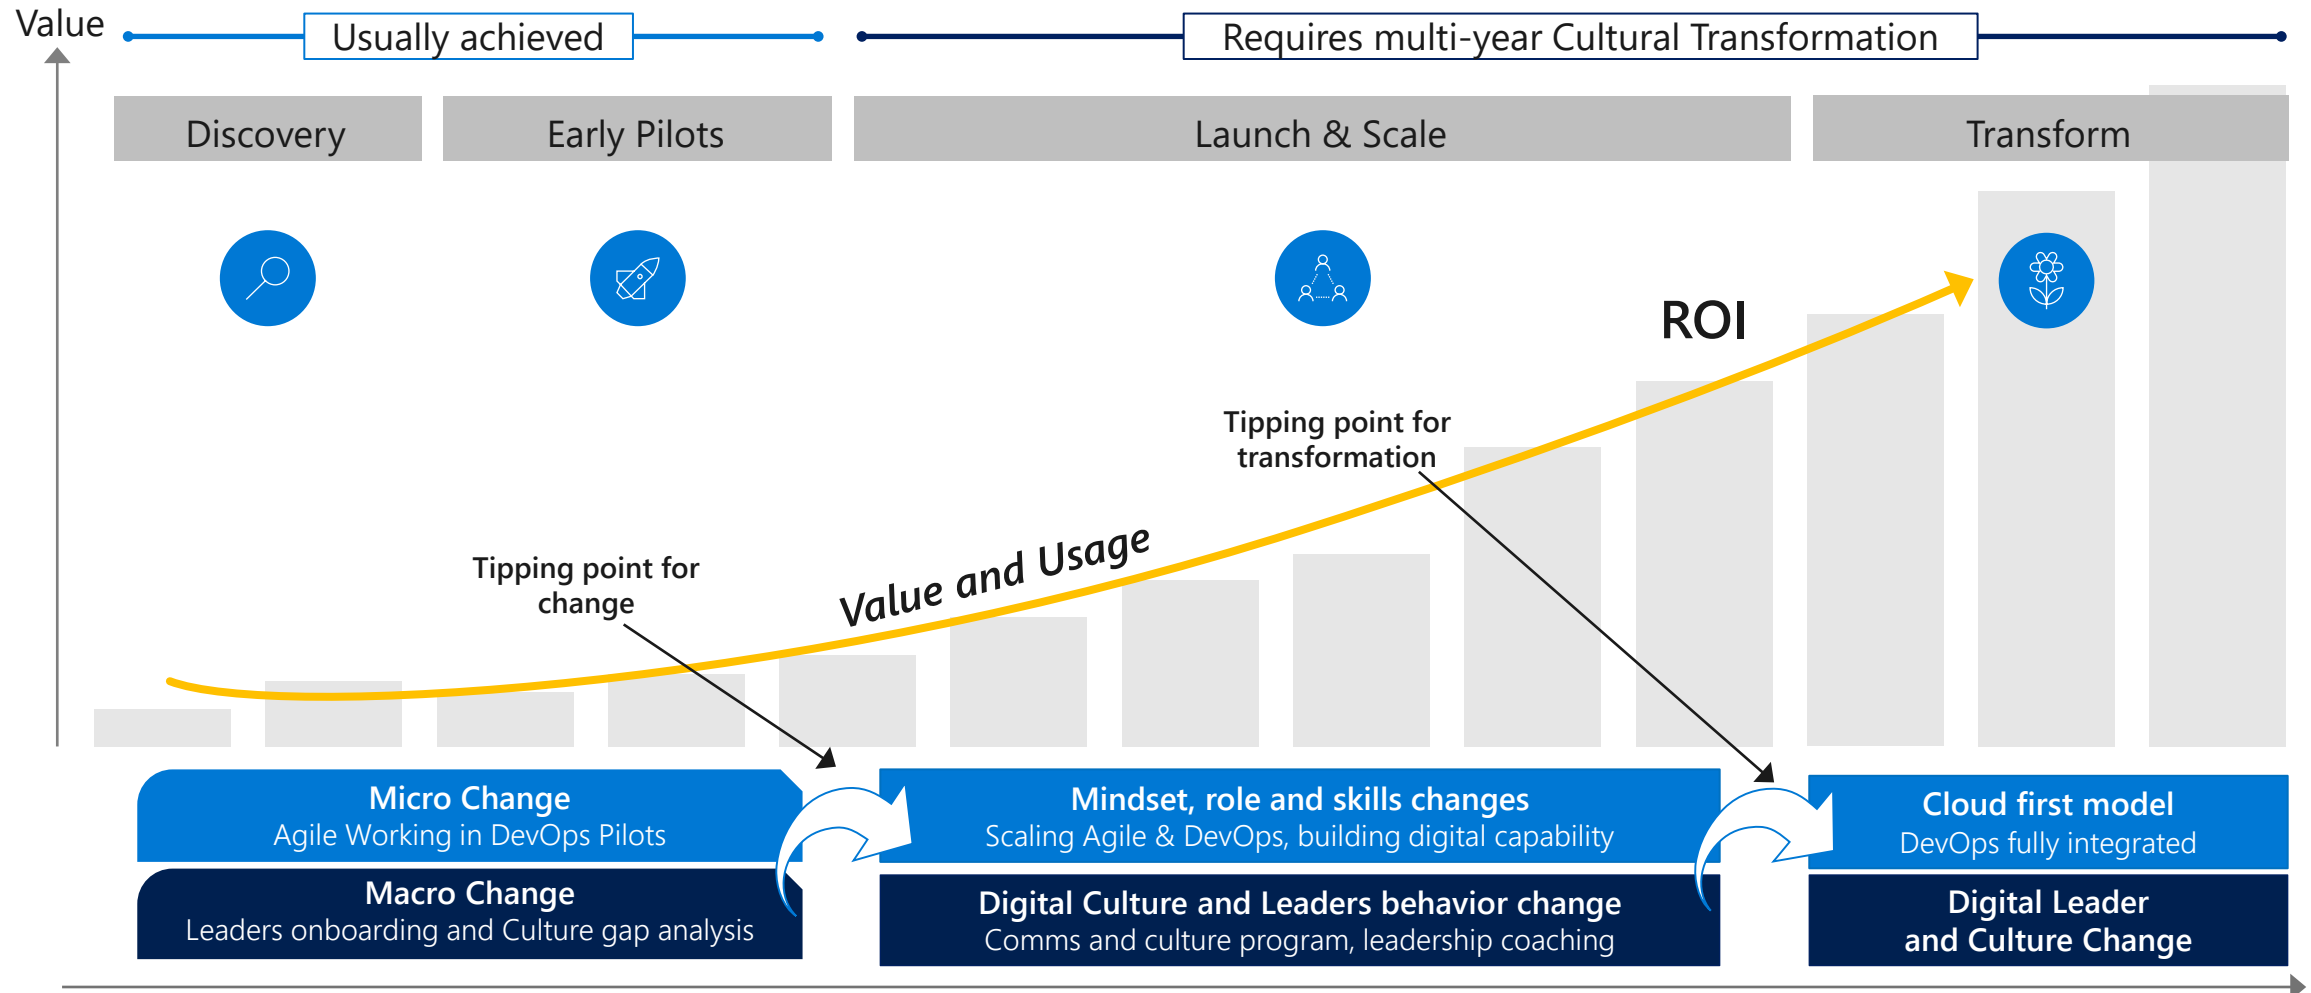 Value
Usually achieved
Requires multi-year Cultural Transformation
Discovery
Early Pilots
Launch & Scale
Transform
ROI
Tipping point for
transformation
Value and Usage
Tipping point for
change
Micro Change
Agile Working in DevOps Pilots
Macro Change
Leaders onboarding and Culture gap analysis
Mindset, role and skills changes
Scaling Agile & DevOps, building digital capability
Digital Culture and Leaders behavior change
Comms and culture program, leadership coaching
Cloud first model
DevOps fully integrated
Digital Leader
and Culture Change